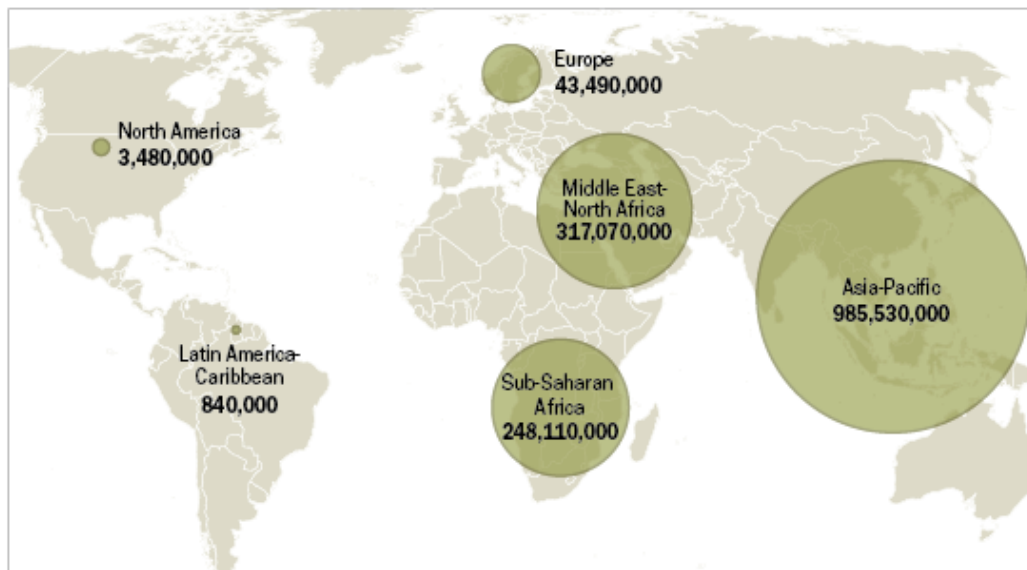 Europe
43,490,000
North America
3,480,000
Middle East-
North Africa
317,070,000
Asia-Pacific
985,530,000
Latin America-
Caribbean
840,000
Sub-Saharan
Africa
248,110,000